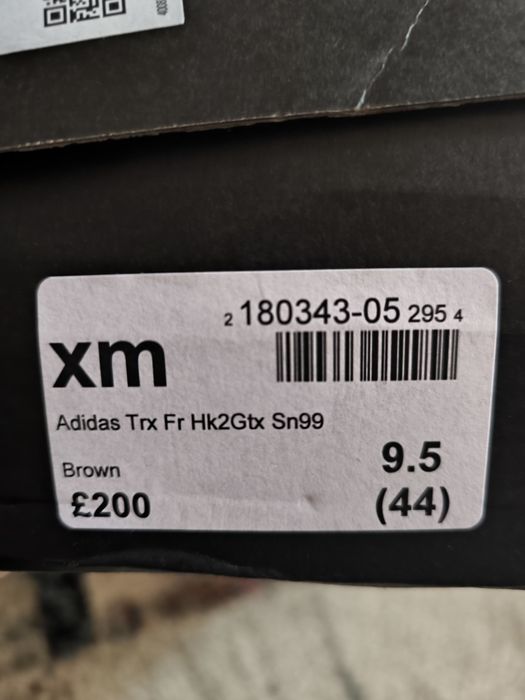 2 180343-05 295 4
xm
Adidas Trx Fr Hk2Gtx Sn99
Brown
9.5
£200
(44)